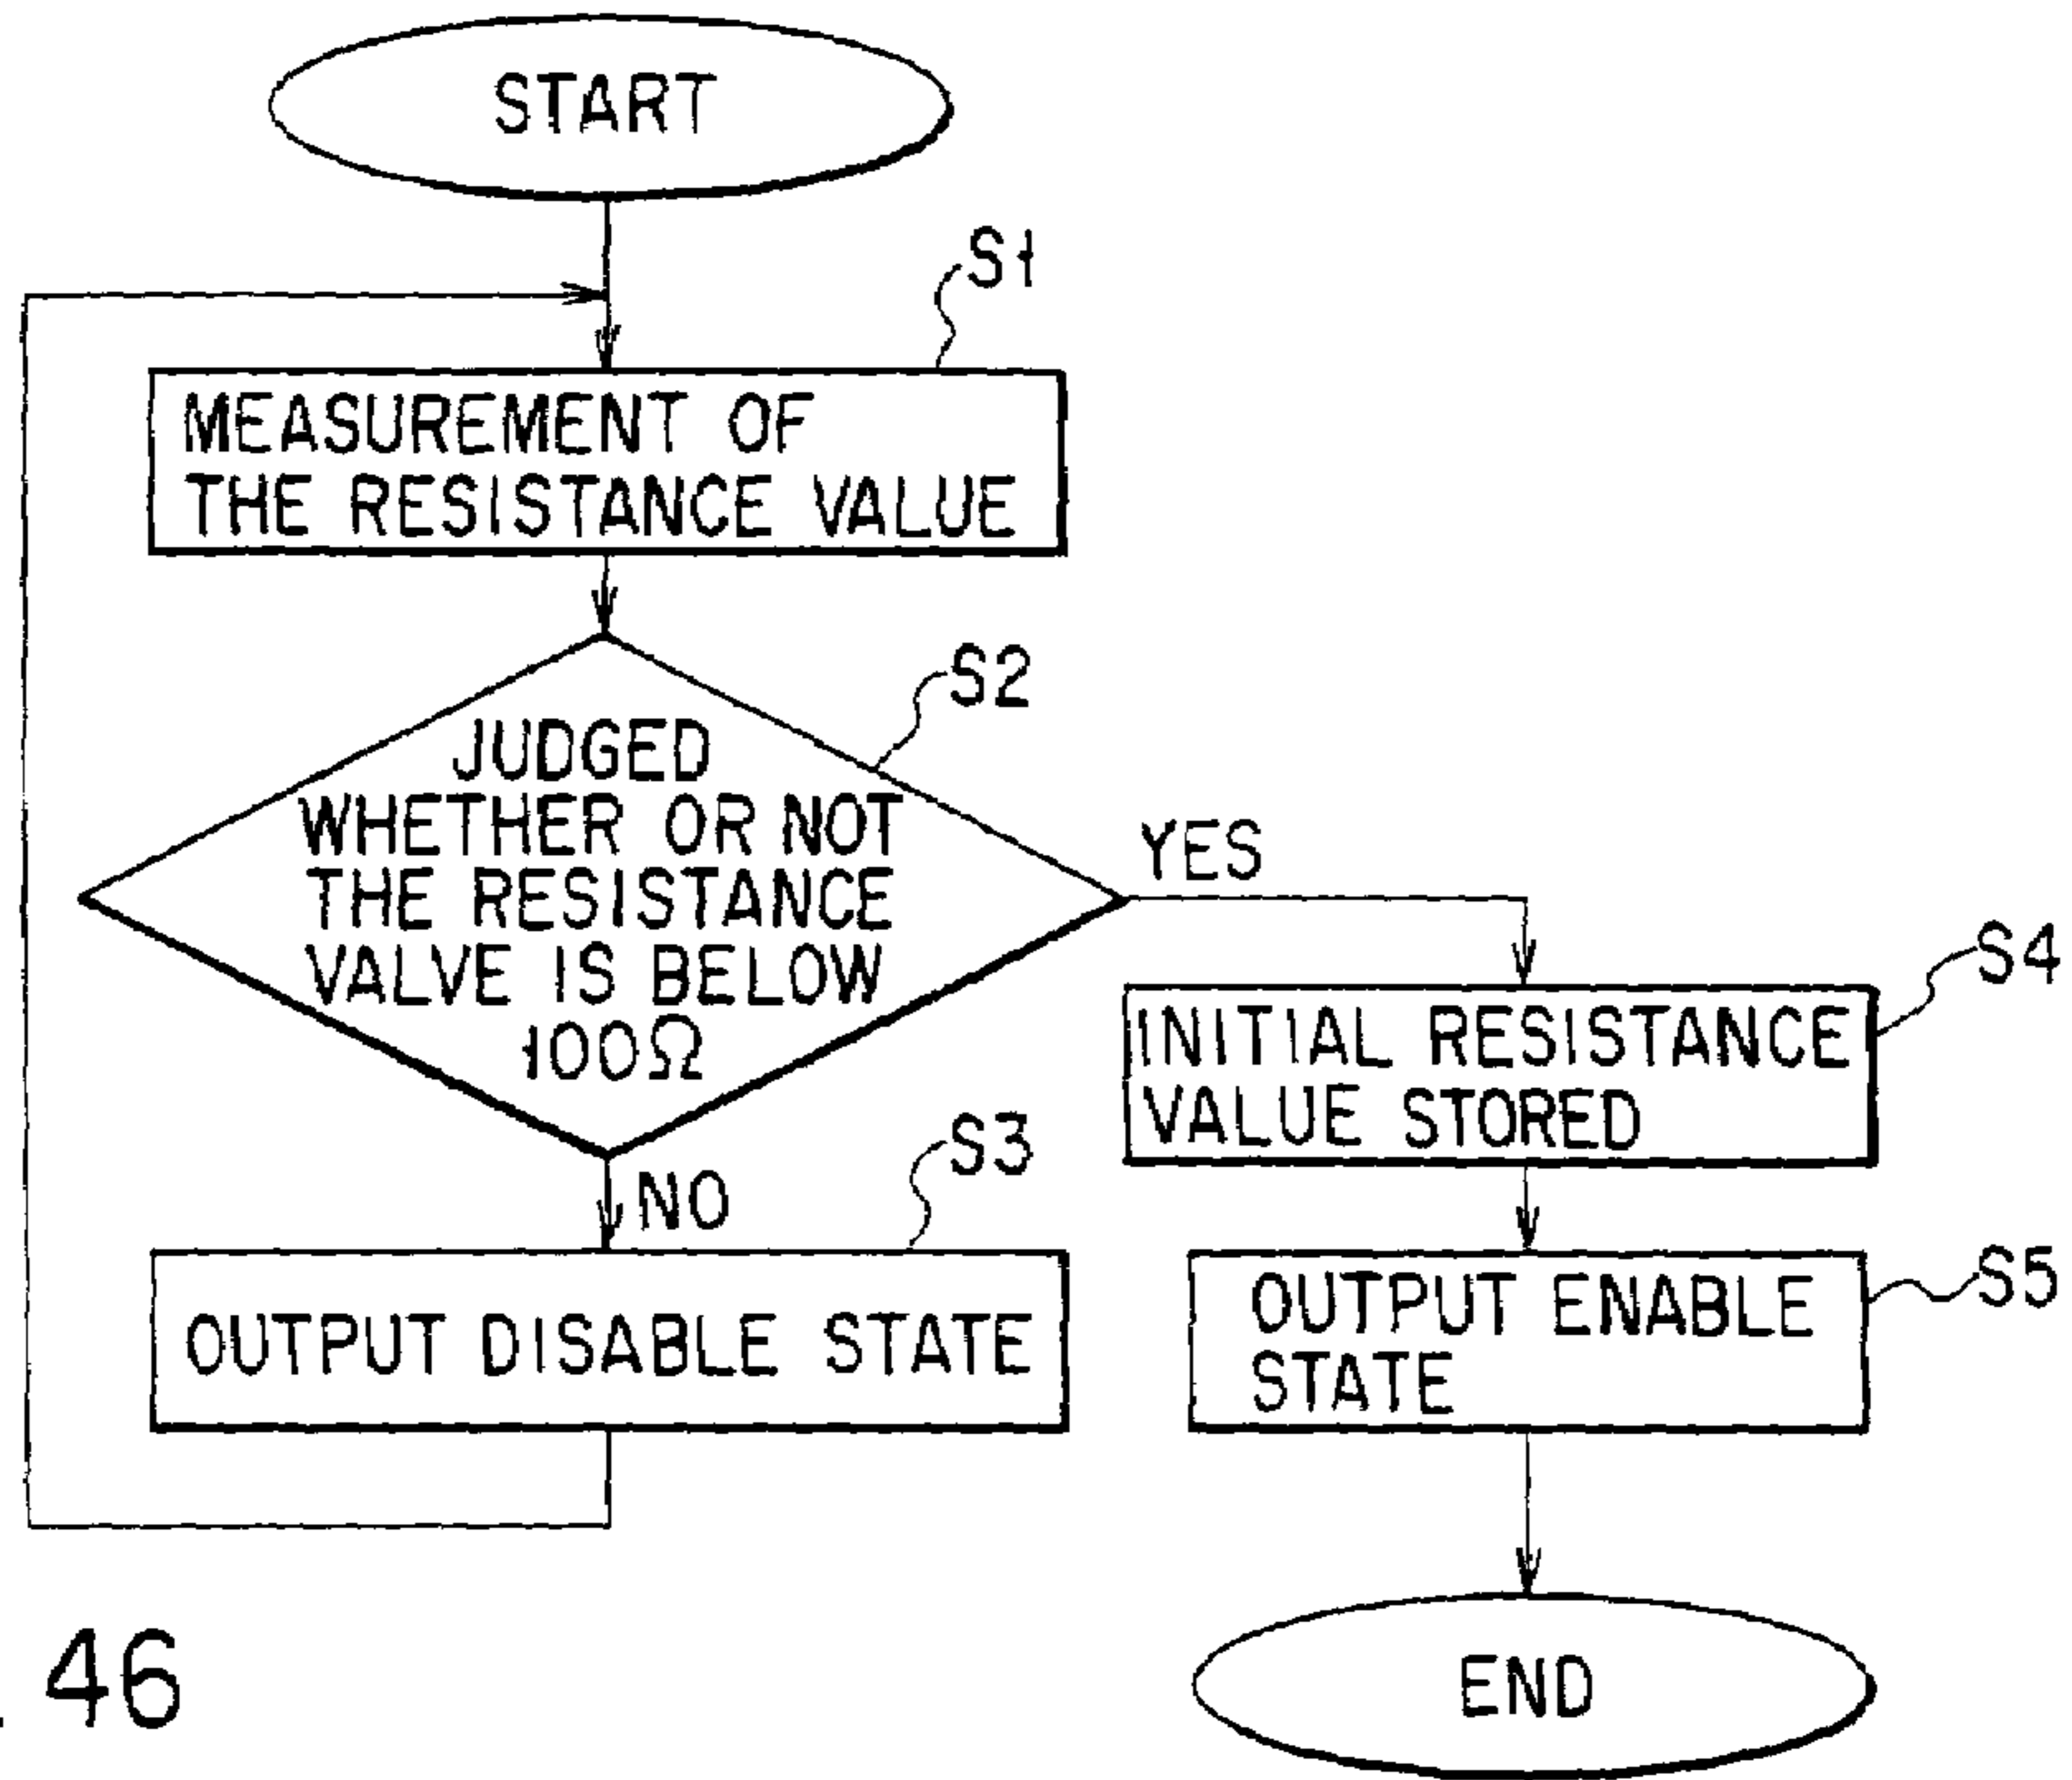 START
S1
MEASUREMENT OF
THE RESISTANCE VALUE
S2
JUDGED
WHETHER OR NOT
THE RESISTANCE
VALVE IS BELOW
100Ω
YES
NO
S3
OUTPUT DISABLE STATE
S4
INITIAL RESISTANCE
VALUE STORED
S5
OUTPUT ENABLE
STATE
END
. 46